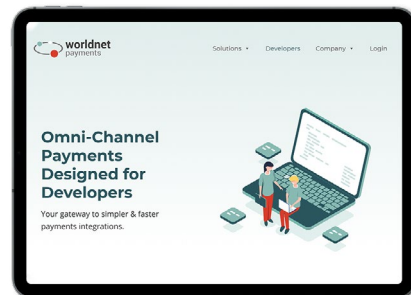 worldnet
payments
Solutions Developers Company Login
Omni-Channel
Payments
Designed for
Developers
Your gateway to simpler & faster
payments integrations.